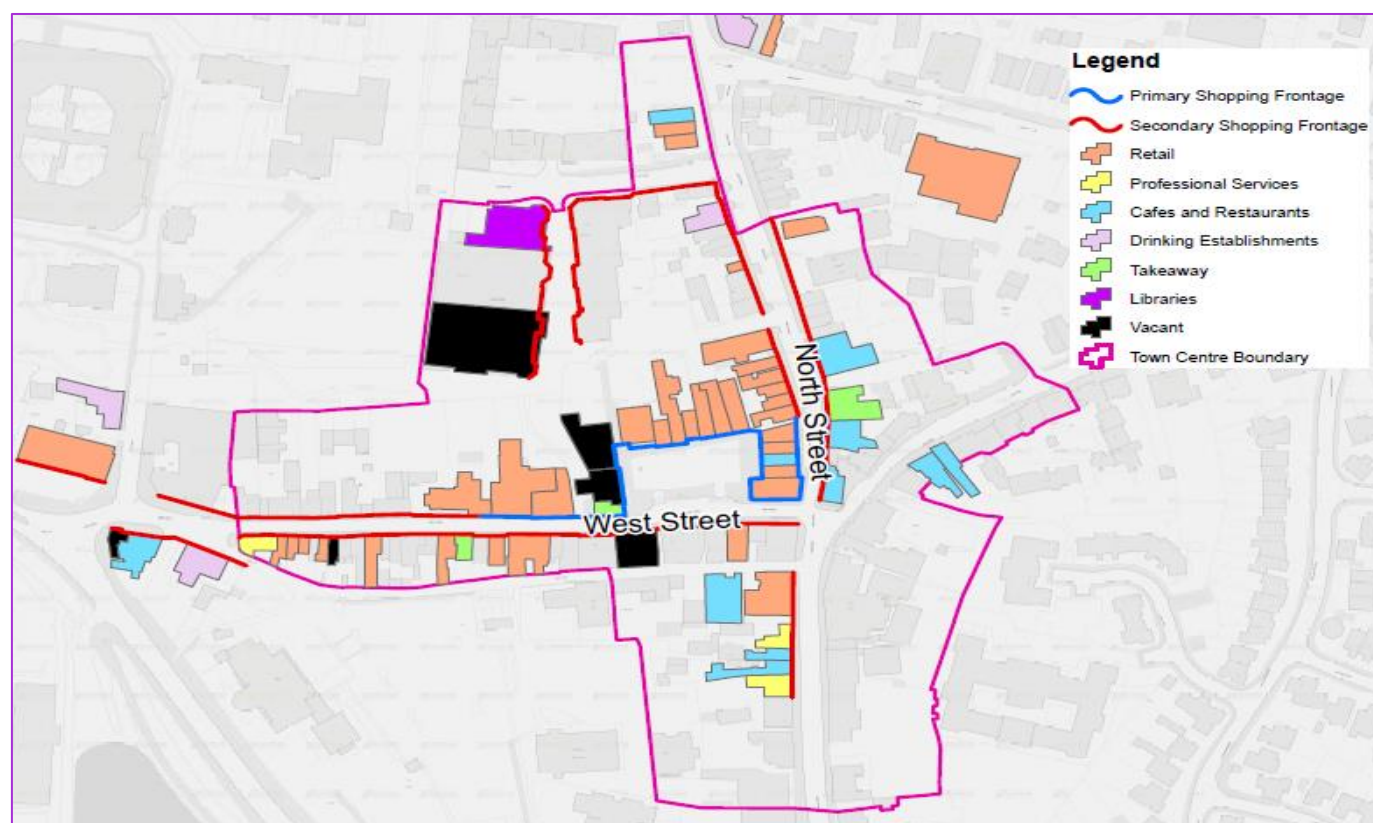 Legend
Primary Shopping Frontage
Secondary Shopping Frontage
Retail
Professional Services
Cafes and Restaurants
Drinking Establishments
Takeaway
Libraries
Vacant
Town Centre Boundary
North Street
West Street